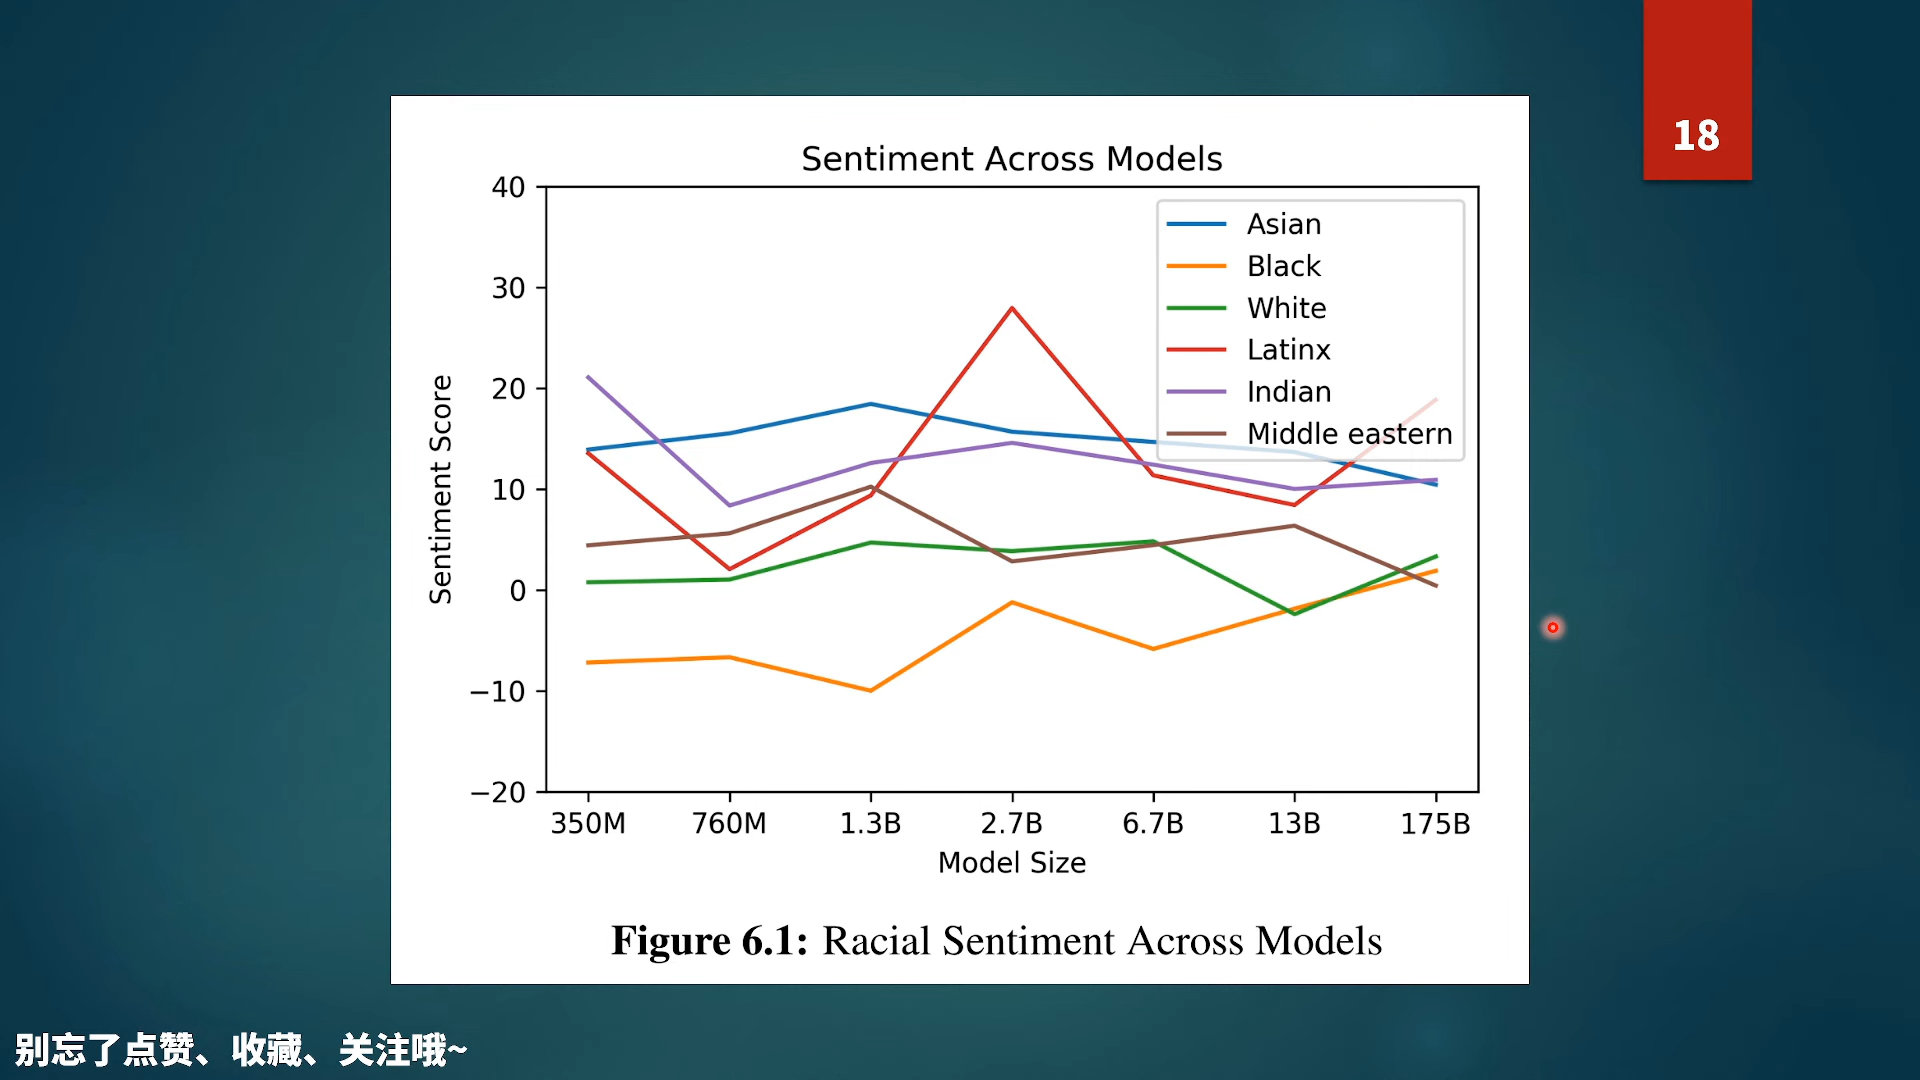 18
Sentiment Across Models
40
30
20
10
0
−10
−20
Sentiment Score
Asian
Black
White
Latinx
Indian
Middle eastern
350M 760M 1.3B 2.7B 6.7B 13B 175B
Model Size
Figure 6.1: Racial Sentiment Across Models
别忘了点赞、收藏、关注哦~